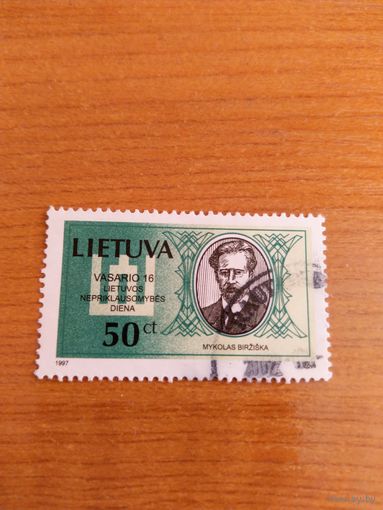 LIETUVA
VASARIO 16
LIETUVOS
NEPRIKLAUSOMYBĖS
DIENA
50 ct
MYKOLAS BIRŽIŠKA
1997